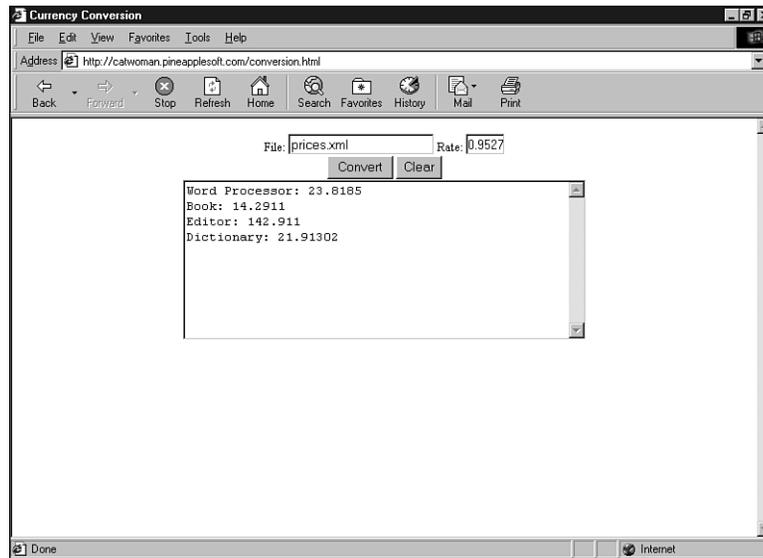 Currency Conversion
File Edit View Favorites Tools Help
Address http://catwoman.pineapplesoft.com/conversion.html
Back Forward Stop Refresh Home Search Favorites History Mail Print
File: prices.xml Rate: 0.9527
Convert Clear
Word Processor: 23.8185
Book: 14.2911
Editor: 142.911
Dictionary: 21.91302
Done Internet